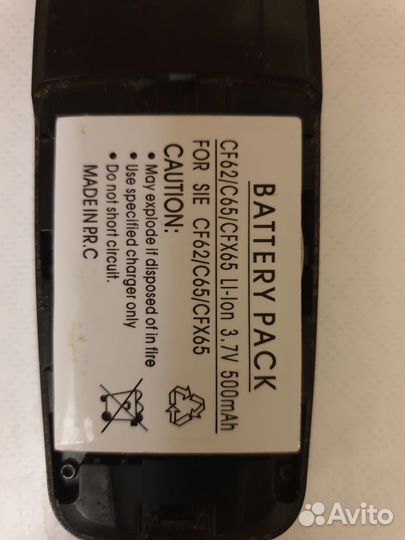 BATTERY PACK
CF62/C65/CFX65 LI-Ion 3.7V 500mAh
FOR SIE CF62/C65/CFX65
CAUTION:
• May explode if disposed of in fire
• Use specified charger only
• Do not short circuit.
MADE IN PR.C
Avito